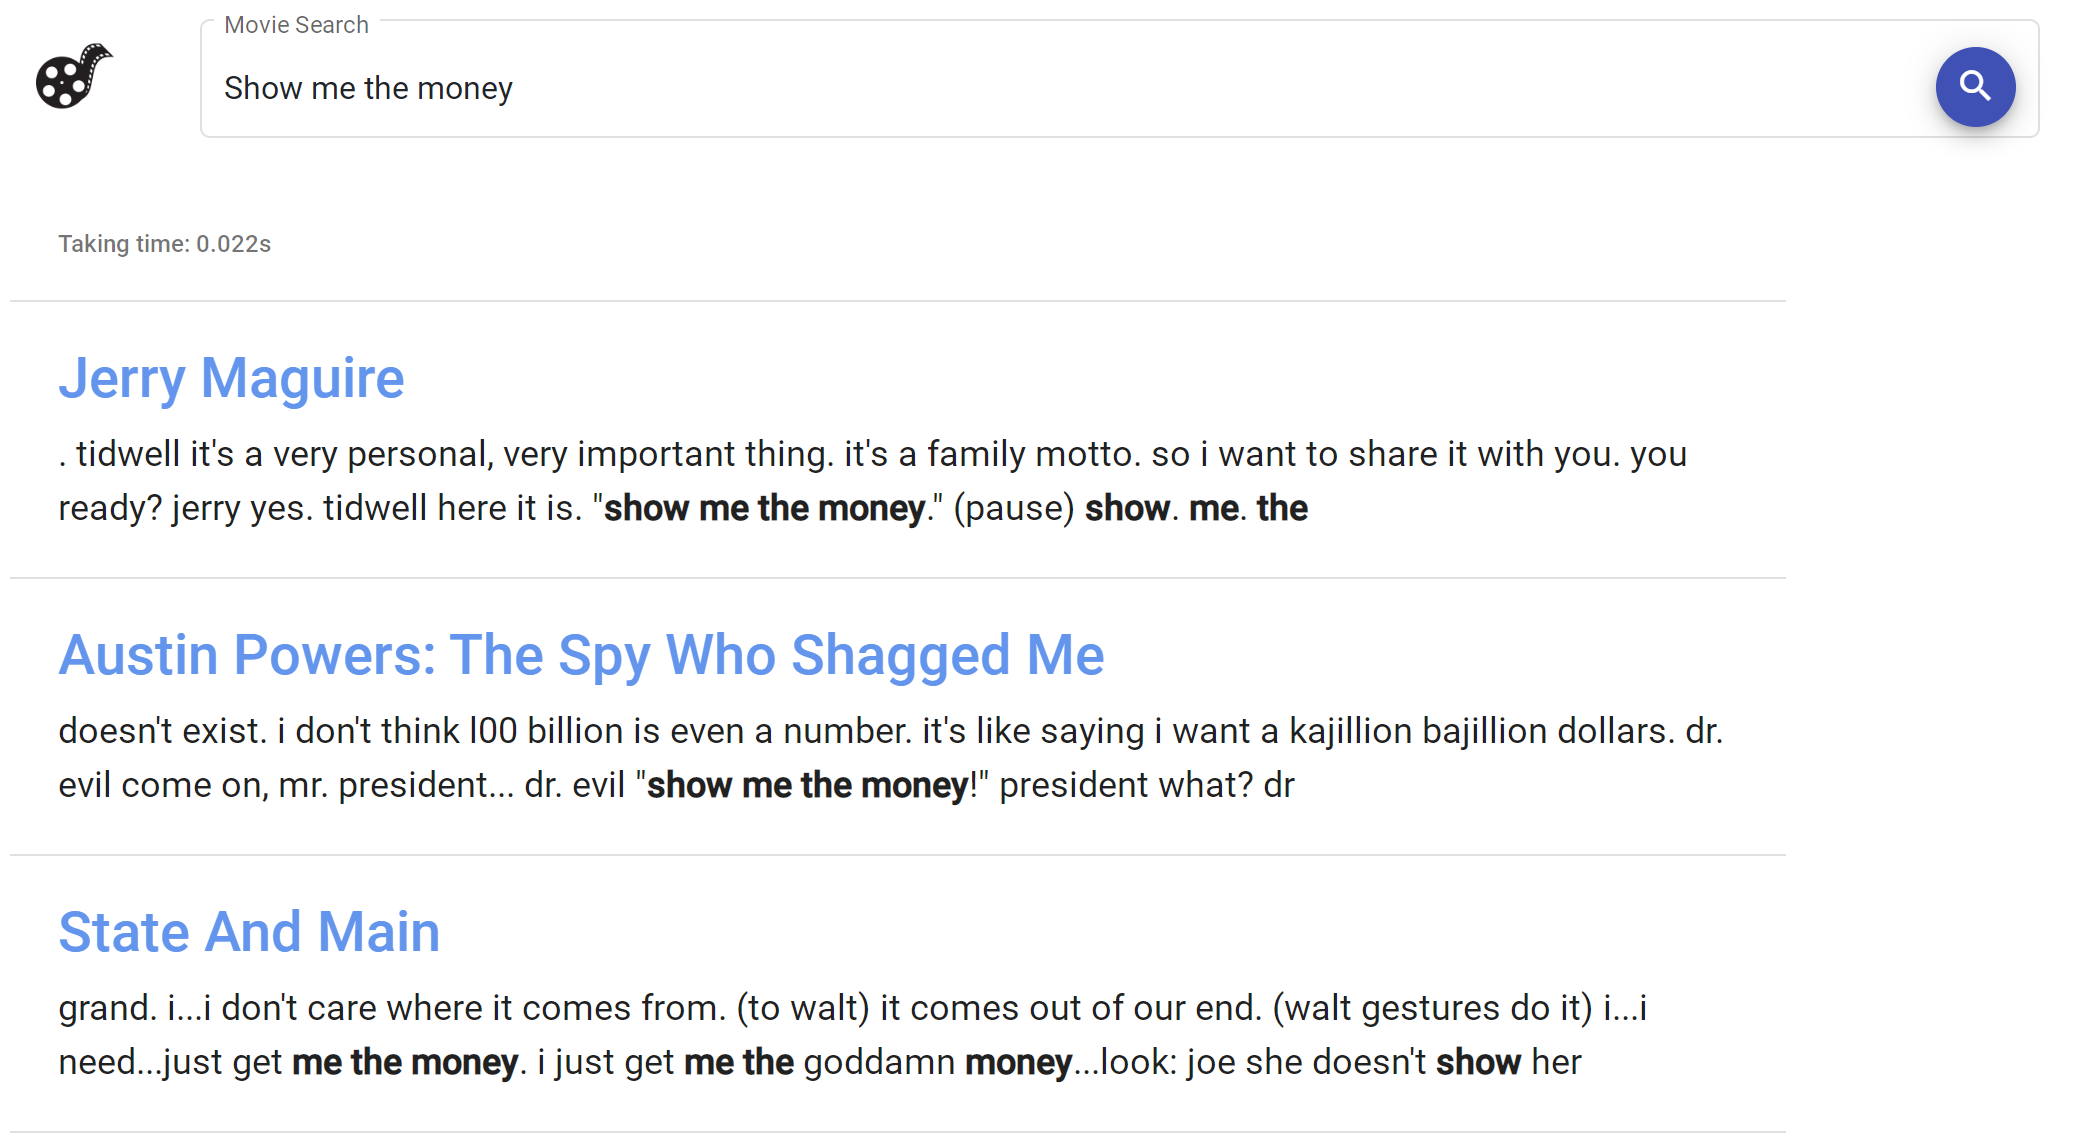 Movie Search
Show me the money
Taking time: 0.022s
Jerry Maguire
. tidwell it's a very personal, very important thing. it's a family motto. so i want to share it with you. you
ready? jerry yes. tidwell here it is. "show me the money." (pause) show. me. the
Austin Powers: The Spy Who Shagged Me
doesn't exist. i don't think l00 billion is even a number. it's like saying i want a kajillion bajillion dollars. dr.
evil come on, mr. president... dr. evil "show me the money!" president what? dr
State And Main
grand. i...i don't care where it comes from. (to walt) it comes out of our end. (walt gestures do it) i...i
need...just get me the money. i just get me the goddamn money...look: joe she doesn't show her